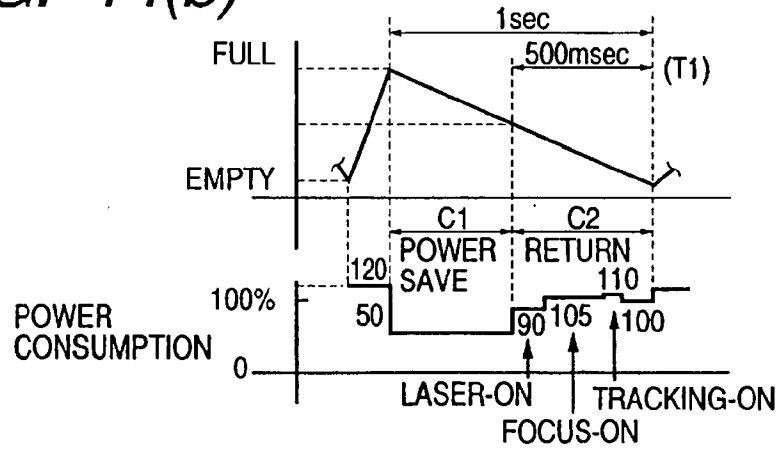 1sec
FULL
500msec
(T1)
EMPTY
C1
C2
POWER SAVE
RETURN
120
110
100%
50
90
105
100
POWER
CONSUMPTION
0
LASER-ON
TRACKING-ON
FOCUS-ON